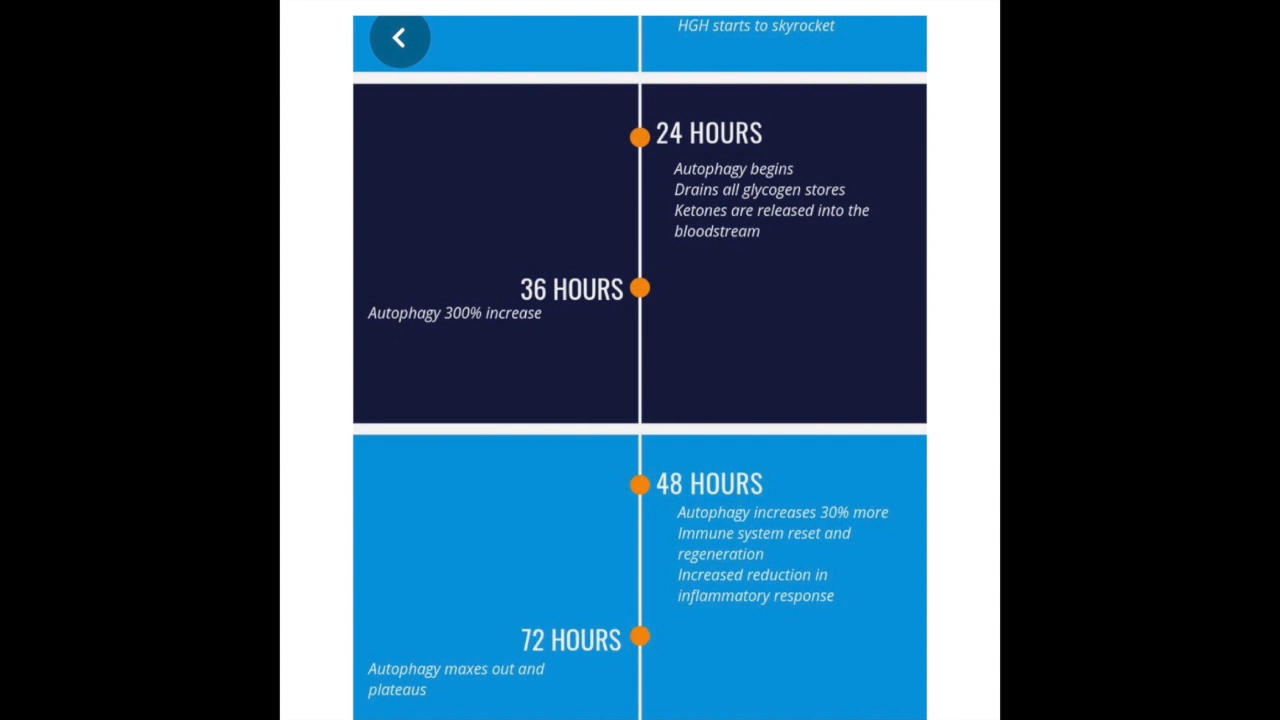 HGH starts to skyrocket
24 HOURS
Autophagy begins
Drains all glycogen stores
Ketones are released into the
bloodstream
36 HOURS
Autophagy 300% increase
48 HOURS
Autophagy increases 30% more
Immune system reset and
regeneration
Increased reduction in
inflammatory response
72 HOURS
Autophagy maxes out and
plateaus